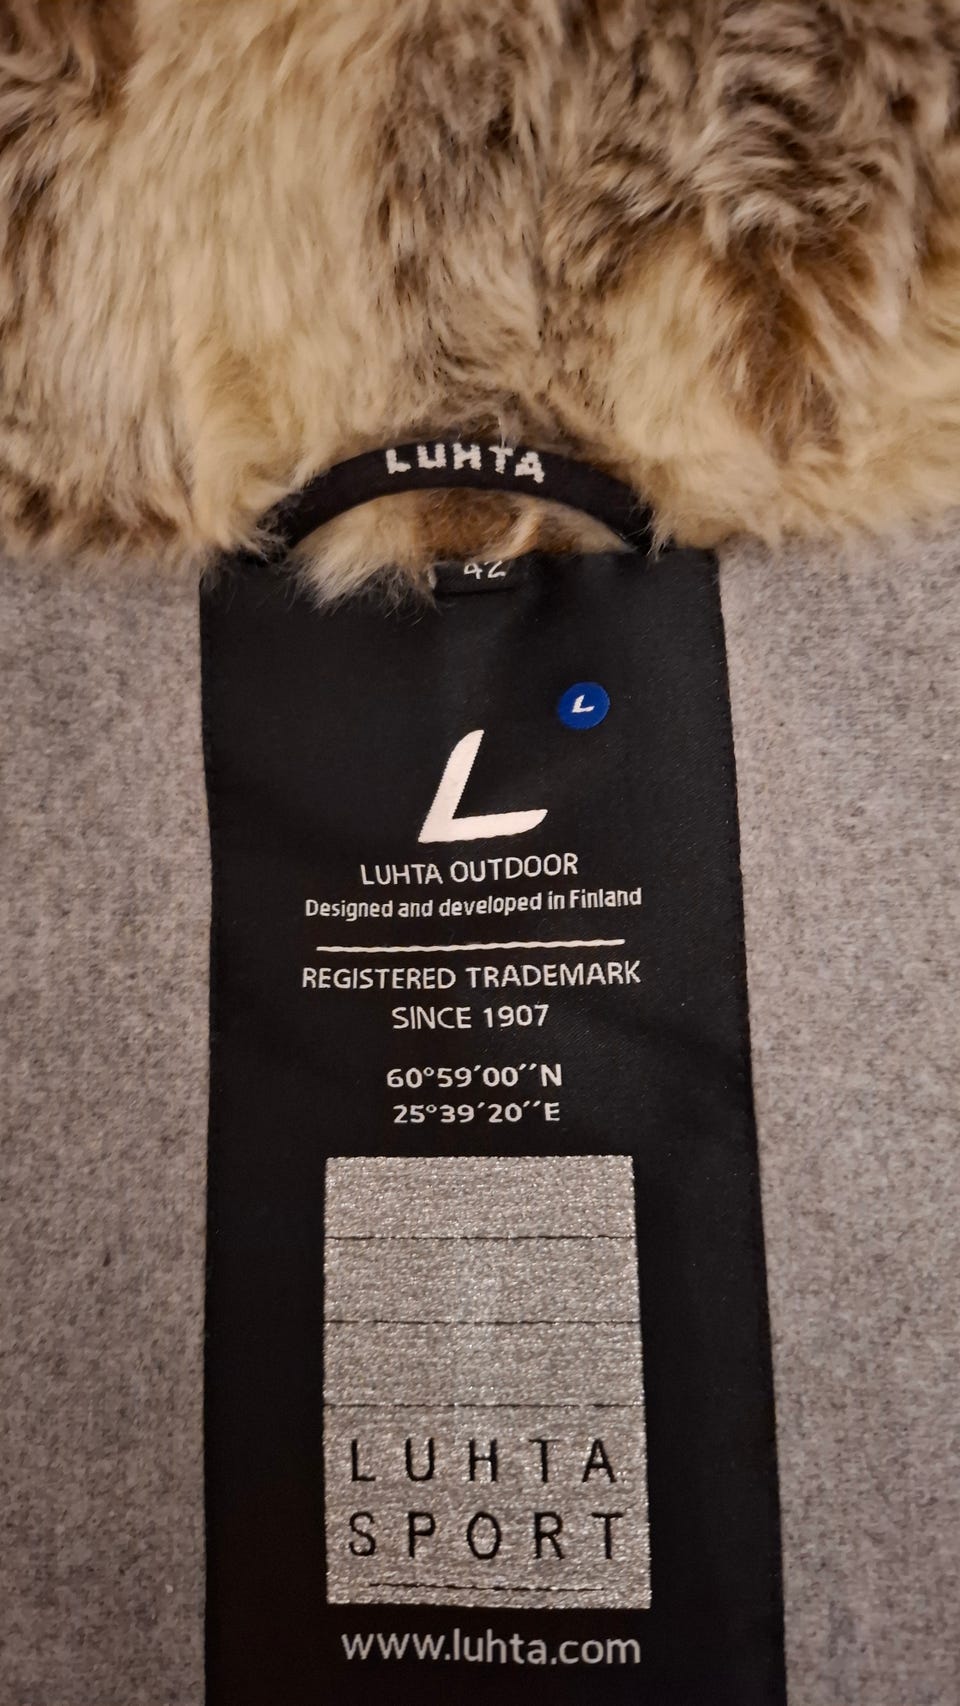 LUHTA
42
L
L
LUHTA OUTDOOR
Designed and developed in Finland
REGISTERED TRADEMARK
SINCE 1907
60°59′00′′N
25°39′20′′E
LUHTA
SPORT
www.luhta.com